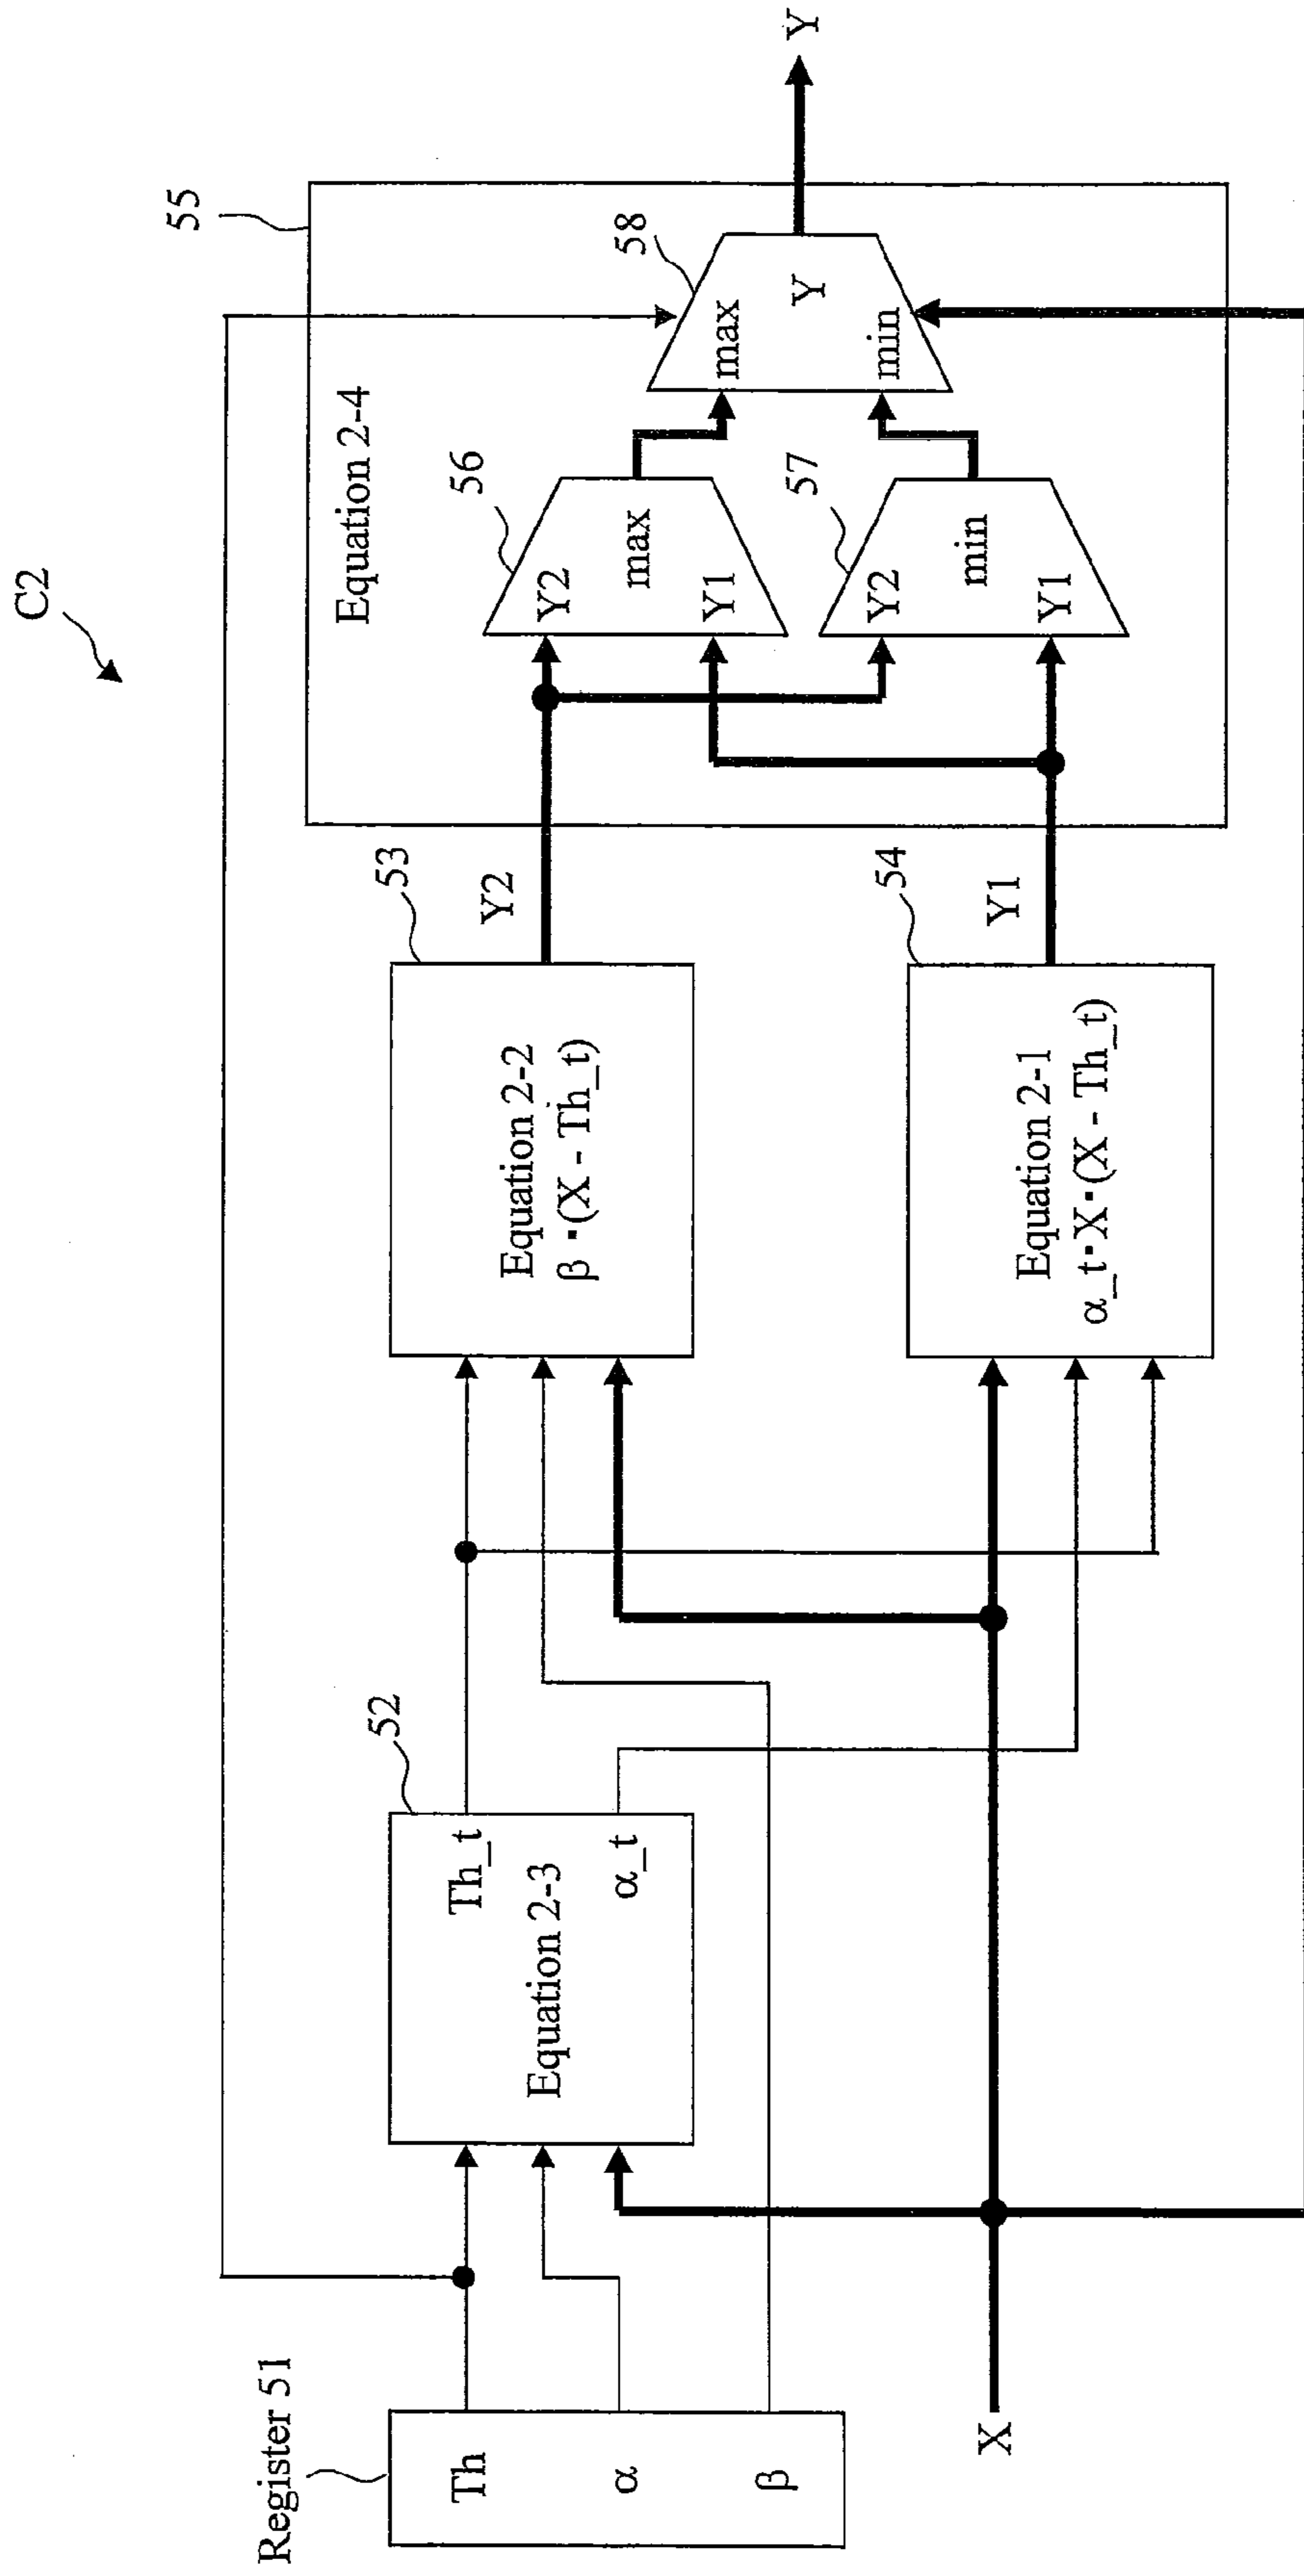 C2
Register 51
Th
α
β
X
52
Th_t
Equation 2-3
α_t
53
Equation 2-2
β ▪(X - Th_t)
Y2
54
Equation 2-1
α_t▪X▪(X - Th_t)
Y1
55
Equation 2-4
56
Y2
max
Y1
57
Y2
min
Y1
58
max
Y
min
Y